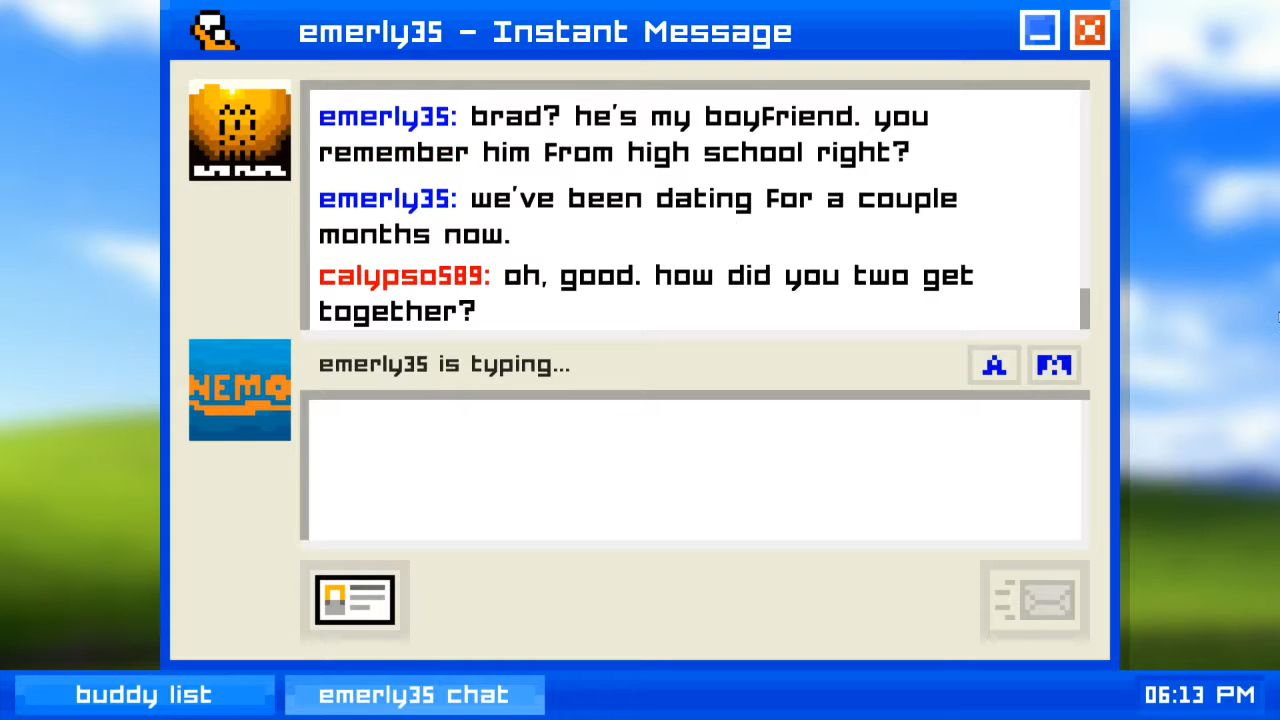 emerly35 - Instant Message
emerly35: brad? he's my boyfriend. you
remember him from high school right?
emerly35: we've been dating for a couple
months now.
calypso589: oh, good. how did you two get
together?
emerly35 is typing...
A
NEMO
buddy list
emerly35 chat
06:13 PM